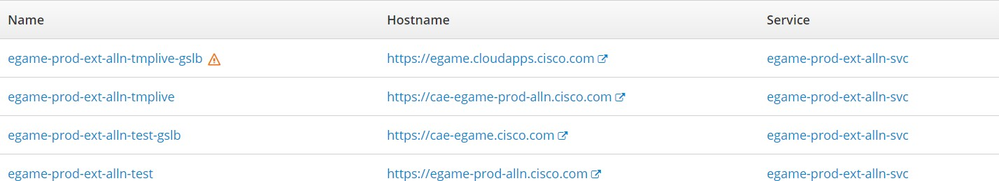 Name Hostname Service
egame-prod-ext-alln-tmplive-gslb https://egame.cloudapps.cisco.com egame-prod-ext-alln-svc
egame-prod-ext-alln-tmplive https://cae-egame-prod-alln.cisco.com egame-prod-ext-alln-svc
egame-prod-ext-alln-test-gslb https://cae-egame.cisco.com egame-prod-ext-alln-svc
egame-prod-ext-alln-test https://egame-prod-alln.cisco.com egame-prod-ext-alln-svc